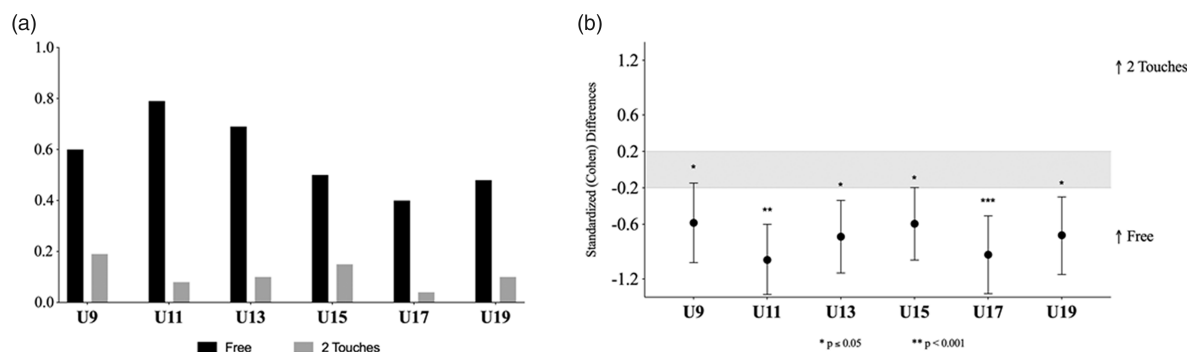 (a)
1.0
0.8
0.6
0.4
0.2
0.0
U9 U11 U13 U15 U17 U19
Free 2 Touches
(b)
Standardized (Cohen) Differences
1.2
0.6
0.2
-0.2
-0.6
-1.2
↑ 2 Touches
↑ Free
* ** * * *** *
U9 U11 U13 U15 U17 U19
* p ≤ 0.05 ** p < 0.001